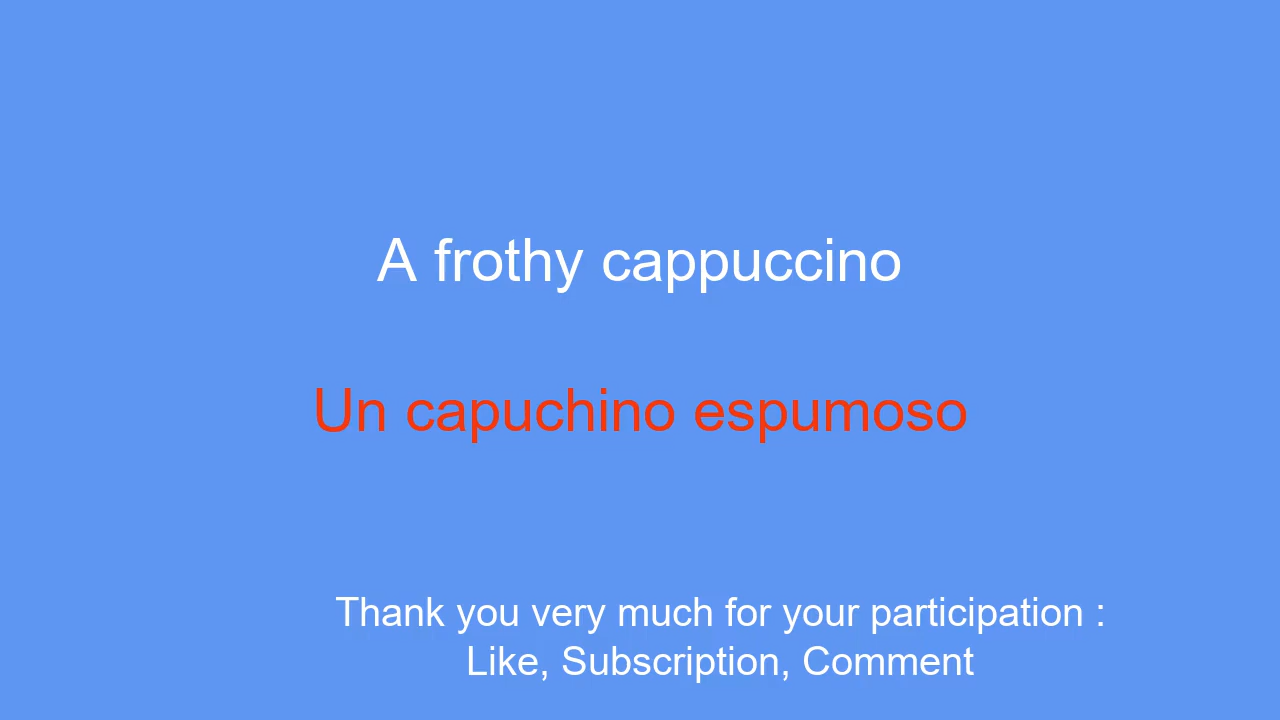 A frothy cappuccino
Un capuchino espumoso
Thank you very much for your participation :
Like, Subscription, Comment